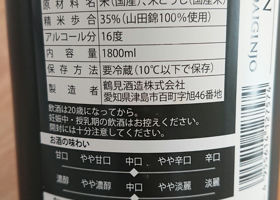 米(国産)、米こうじ(国産米)
精米歩合 35%(山田錦100%使用)
アルコール分 16度
内容量 1800ml
保存方法 要冷蔵(10℃以下で保存)
製造者 鶴見酒造株式会社
愛知県津島市百町字旭46番地
飲酒は20歳になってから。
妊娠中・授乳期の飲酒はお控えください。
開封には十分注意してください。
お酒の味わい
甘口 やや甘口 中口 やや辛口 辛口
濃醇 やや濃醇 中口 やや淡麗 淡麗
DAIGINJO